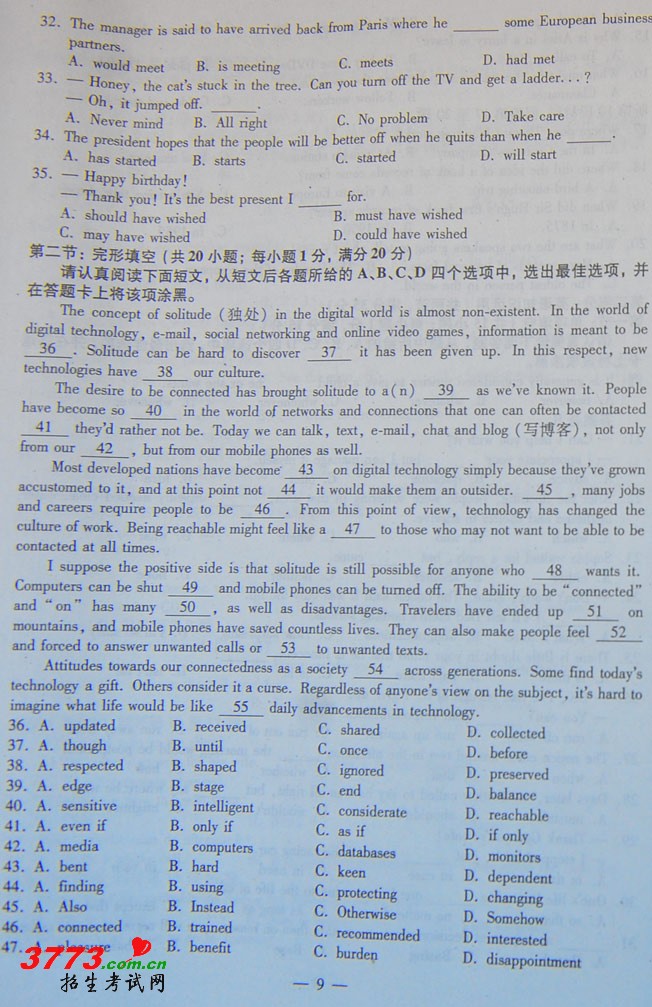 32. The manager is said to have arrived back from Paris where he ______ some European business
partners.
A. would meet B. is meeting C. meets D. had met
33. — Honey, the cat's stuck in the tree. Can you turn off the TV and get a ladder...?
— Oh, it jumped off. ______.
A. Never mind B. All right C. No problem D. Take care
34. The president hopes that the people will be better off when he quits than when he ______.
A. has started B. starts C. started D. will start
35. — Happy birthday!
— Thank you! It's the best present I ______ for.
A. should have wished B. must have wished
C. may have wished D. could have wished
第二节:完形填空(共20小题;每小题1分,满分20分)
请认真阅读下面短文,从短文后各题所给的A、B、C、D四个选项中,选出最佳选项,并
在答题卡上将该项涂黑。
The concept of solitude(独处)in the digital world is almost non-existent. In the world of
digital technology, e-mail, social networking and online video games, information is meant to be
36 . Solitude can be hard to discover 37 it has been given up. In this respect, new
technologies have 38 our culture.
The desire to be connected has brought solitude to a(n) 39 as we've known it. People
have become so 40 in the world of networks and connections that one can often be contacted
41 they'd rather not be. Today we can talk, text, e-mail, chat and blog(写博客), not only
from our 42 , but from our mobile phones as well.
Most developed nations have become 43 on digital technology simply because they've grown
accustomed to it, and at this point not 44 it would make them an outsider. 45 , many jobs
and careers require people to be 46 . From this point of view, technology has changed the
culture of work. Being reachable might feel like a 47 to those who may not want to be able to be
contacted at all times.
I suppose the positive side is that solitude is still possible for anyone who 48 wants it.
Computers can be shut 49 and mobile phones can be turned off. The ability to be “connected”
and “on” has many 50 , as well as disadvantages. Travelers have ended up 51 on
mountains, and mobile phones have saved countless lives. They can also make people feel 52
and forced to answer unwanted calls or 53 to unwanted texts.
Attitudes towards our connectedness as a society 54 across generations. Some find today's
technology a gift. Others consider it a curse. Regardless of anyone's view on the subject, it's hard to
imagine what life would be like 55 daily advancements in technology.
36. A. updated B. received C. shared D. collected
37. A. though B. until C. once D. before
38. A. respected B. shaped C. ignored D. preserved
39. A. edge B. stage C. end D. balance
40. A. sensitive B. intelligent C. considerate D. reachable
41. A. even if B. only if C. as if D. if only
42. A. media B. computers C. databases D. monitors
43. A. bent B. hard C. keen D. dependent
44. A. finding B. using C. protecting D. changing
45. A. Also B. Instead C. Otherwise D. Somehow
46. A. connected B. trained C. recommended D. interested
47. A. pleasure B. benefit C. burden D. disappointment
3773.com.cn
招生考试网
— 9 —